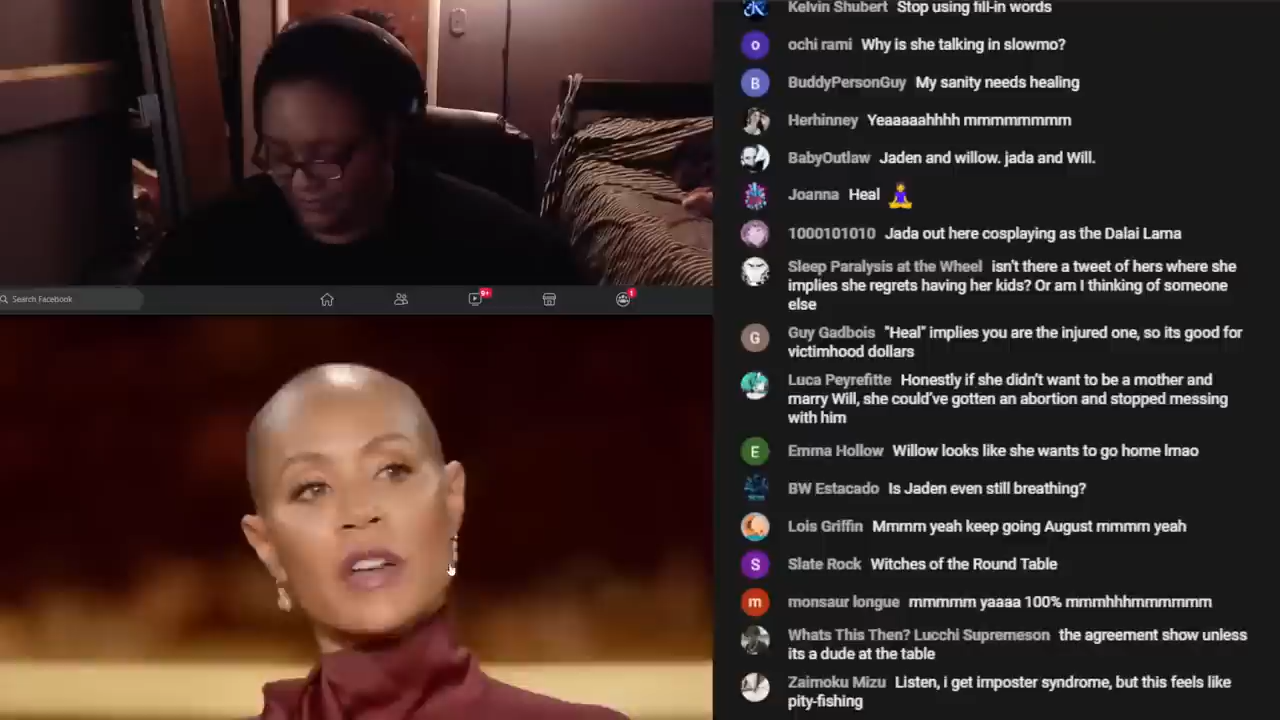 Search Facebook
9+
1
Kelvin Shubert Stop using fill-in words
o ochi rami Why is she talking in slowmo?
B BuddyPersonGuy My sanity needs healing
Herhinney Yeaaaaahhhh mmmmmmmm
BabyOutlaw Jaden and willow. jada and Will.
Joanna Heal 🧘‍♀️
1000101010 Jada out here cosplaying as the Dalai Lama
Sleep Paralysis at the Wheel isn't there a tweet of hers where she
implies she regrets having her kids? Or am I thinking of someone
else
G Guy Gadbois "Heal" implies you are the injured one, so its good for
victimhood dollars
Luca Peyrefitte Honestly if she didn't want to be a mother and
marry Will, she could've gotten an abortion and stopped messing
with him
E Emma Hollow Willow looks like she wants to go home lmao
BW Estacado Is Jaden even still breathing?
Lois Griffin Mmmm yeah keep going August mmmm yeah
S Slate Rock Witches of the Round Table
m monsaur longue mmmmm yaaaa 100% mmmhhhmmmmmm
Whats This Then? Lucchi Supremeson the agreement show unless
its a dude at the table
Zaimoku Mizu Listen, i get imposter syndrome, but this feels like
pity-fishing